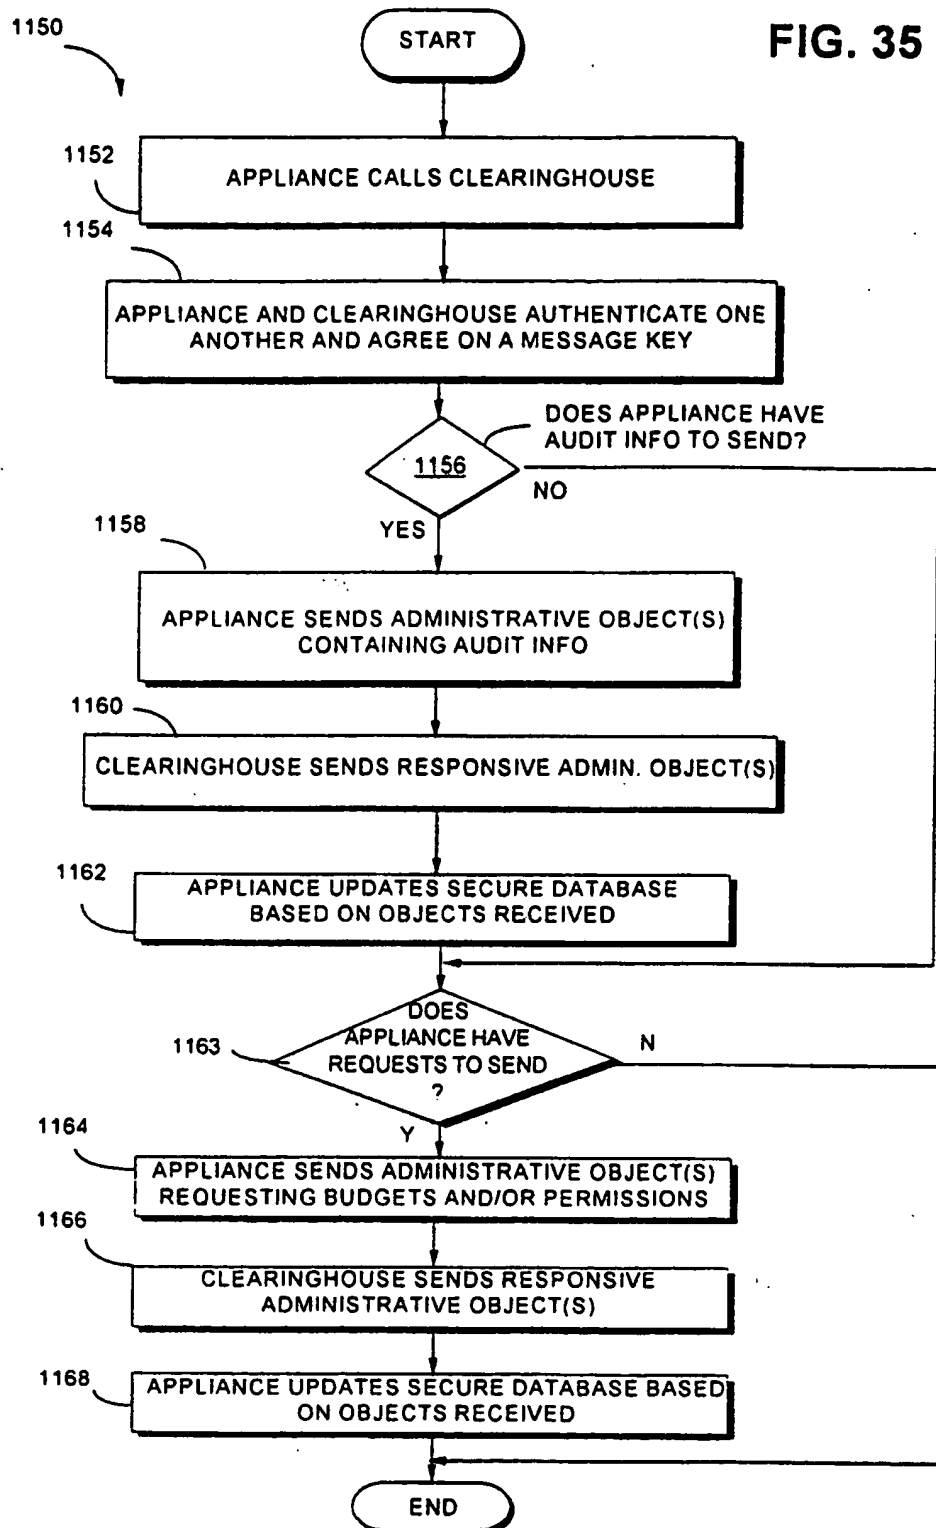 1150
START
FIG. 35
1152
APPLIANCE CALLS CLEARINGHOUSE
1154
APPLIANCE AND CLEARINGHOUSE AUTHENTICATE ONE
ANOTHER AND AGREE ON A MESSAGE KEY
DOES APPLIANCE HAVE
AUDIT INFO TO SEND?
1156
NO
YES
1158
APPLIANCE SENDS ADMINISTRATIVE OBJECT(S)
CONTAINING AUDIT INFO
1160
CLEARINGHOUSE SENDS RESPONSIVE ADMIN. OBJECT(S)
1162
APPLIANCE UPDATES SECURE DATABASE
BASED ON OBJECTS RECEIVED
DOES
APPLIANCE HAVE
REQUESTS TO SEND
?
1163
N
Y
1164
APPLIANCE SENDS ADMINISTRATIVE OBJECT(S)
REQUESTING BUDGETS AND/OR PERMISSIONS
1166
CLEARINGHOUSE SENDS RESPONSIVE
ADMINISTRATIVE OBJECT(S)
1168
APPLIANCE UPDATES SECURE DATABASE BASED
ON OBJECTS RECEIVED
END